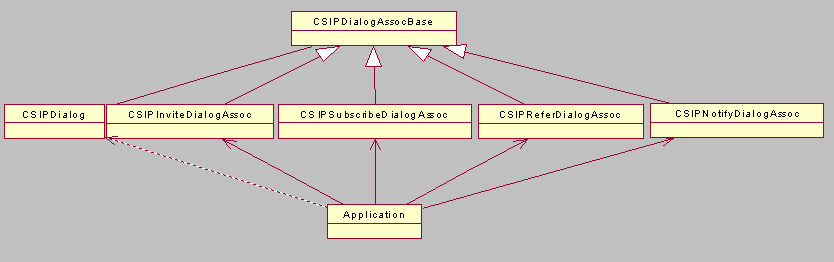 CSIPDialogAssocBase
CSIPDialog
CSIPInviteDialogAssoc
CSIPSubscribeDialogAssoc
CSIPReferDialogAssoc
CSIPNotifyDialogAssoc
Application